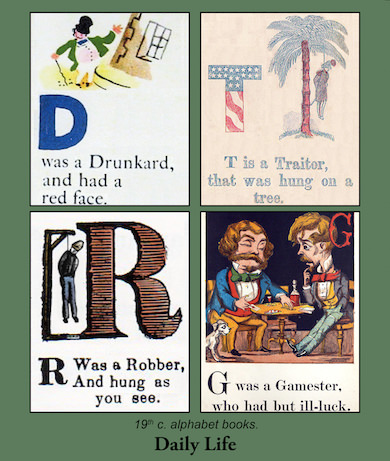 D
was a Drunkard,
and had a
red face.
T
T is a Traitor,
that was hung on a
tree.
R
R Was a Robber,
And hung as
you see.
G
G was a Gamester,
who had but ill-luck.
19th c. alphabet books.
Daily Life